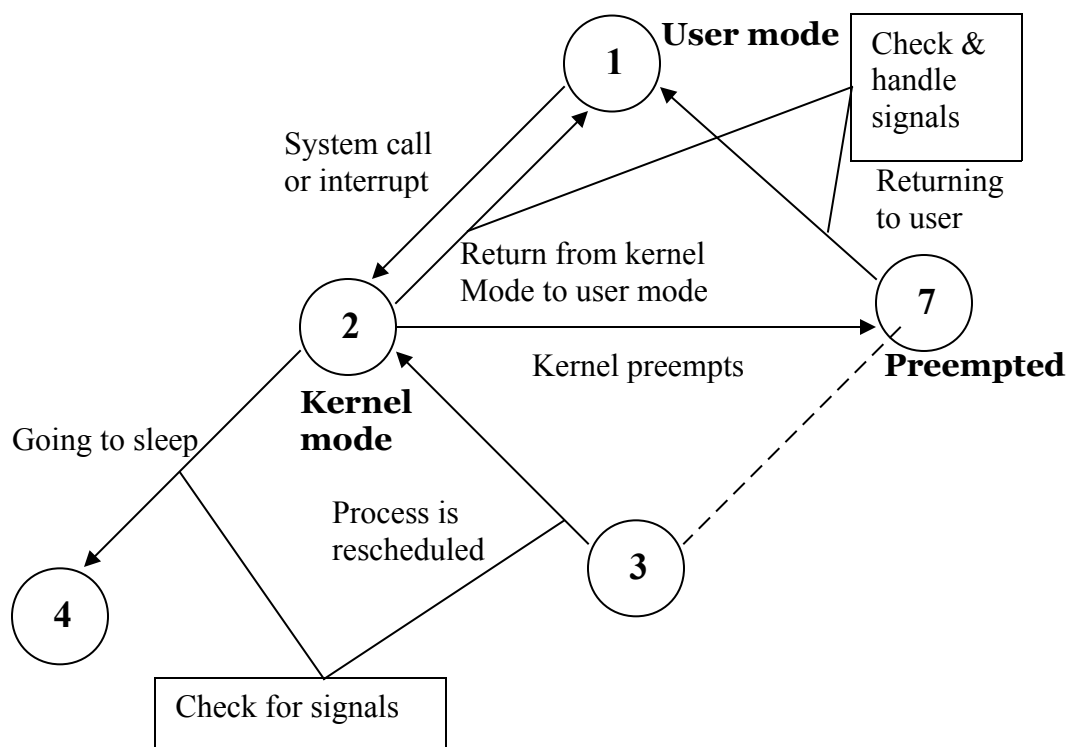 User mode
1
Check &
handle
signals
System call
or interrupt
Returning
to user
Return from kernel
Mode to user mode
7
2
Kernel preempts
Preempted
Kernel
mode
Going to sleep
Process is
rescheduled
3
4
Check for signals